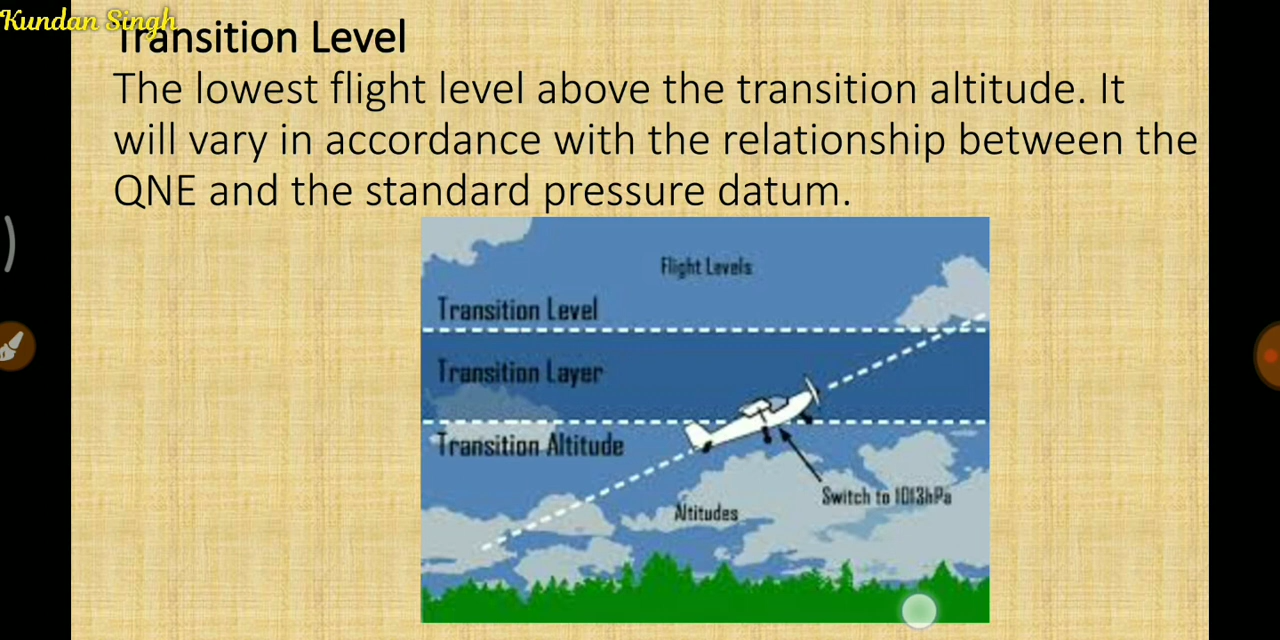 Kundan Singh
Transition Level
The lowest flight level above the transition altitude. It
will vary in accordance with the relationship between the
QNE and the standard pressure datum.
Flight Levels
Transition Level
Transition Layer
Transition Altitude
Switch to 1013hPa
Altitudes